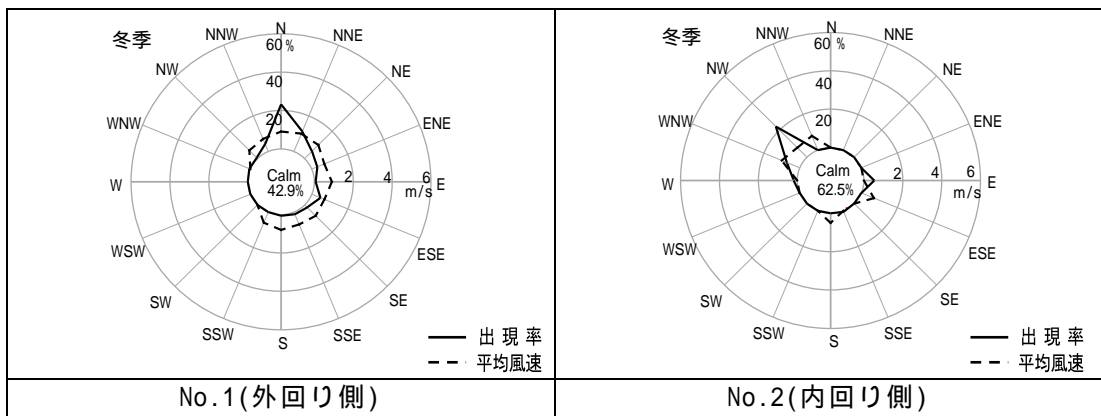 冬季
N
NNE
NE
ENE
E
ESE
SE
SSE
S
SSW
SW
WSW
W
WNW
NW
NNW
60%
40
20
2 4 6
m/s
Calm
42.9%
出現率
平均風速
No.1(外回り側)
冬季
N
NNE
NE
ENE
E
ESE
SE
SSE
S
SSW
SW
WSW
W
WNW
NW
NNW
60%
40
20
2 4 6
m/s
Calm
62.5%
出現率
平均風速
No.2(内回り側)